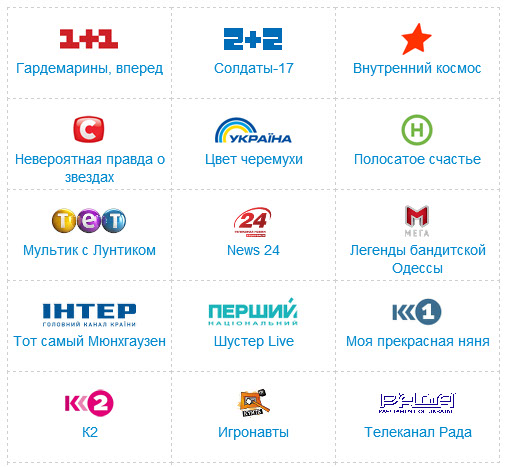 1+1
2+2
Гардемарины, вперед
Солдаты-17
Внутренний космос
С
УКРАЇНА
Н
Невероятная правда о
звездах
Цвет черемухи
Полосатое счастье
ТЕТ
24
МЕГА
Мультик с Лунтиком
News 24
Легенды бандитской
Одессы
ІНТЕР
ГОЛОВНИЙ КАНАЛ КРАЇНИ
ПЕРШИЙ
НАЦІОНАЛЬНИЙ
К1
Тот самый Мюнхгаузен
Шустер Live
Моя прекрасная няня
К2
РАДА
К2
Игронавты
Телеканал Рада